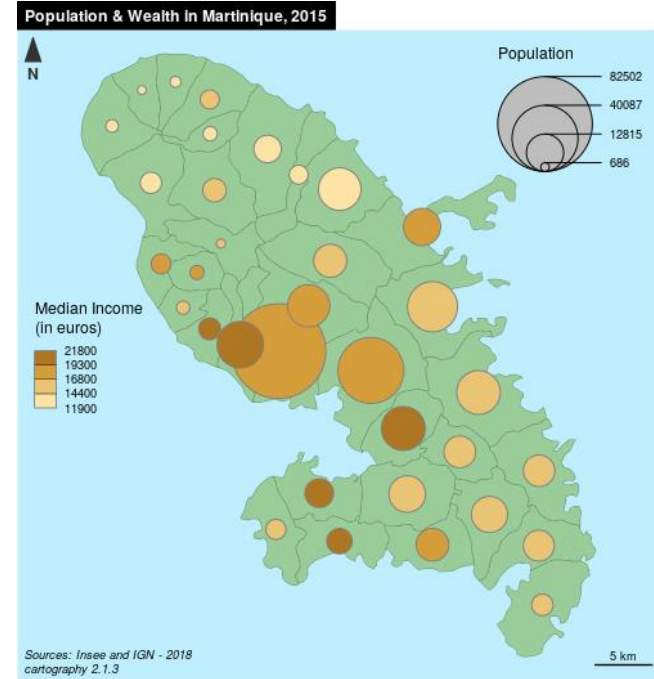 Population & Wealth in Martinique, 2015
N
Population
82502
40087
12815
686
Median Income
(in euros)
21800
19300
16800
14400
11900
Sources: Insee and IGN - 2018
cartography 2.1.3
5 km